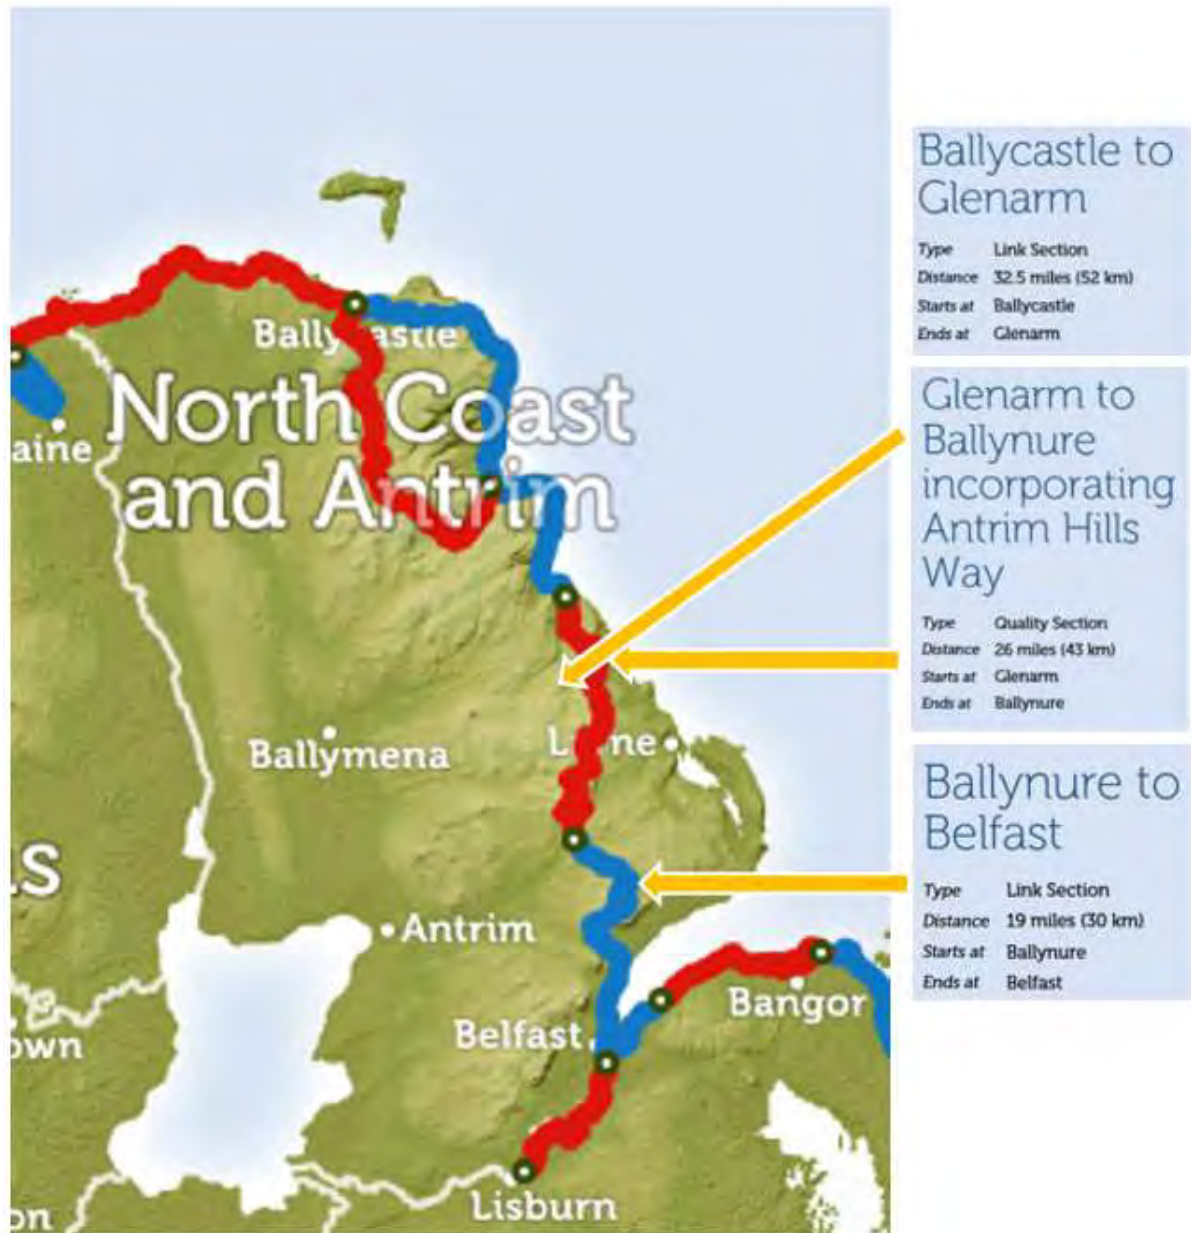 Ballycastle
North Coast
and Antrim
aine
Ballymena
Larne
LS
Antrim
Bangor
Belfast
own
Lisburn
on
Ballycastle to
Glenarm
Type Link Section
Distance 32.5 miles (52 km)
Starts at Ballycastle
Ends at Glenarm
Glenarm to
Ballynure
incorporating
Antrim Hills
Way
Type Quality Section
Distance 26 miles (43 km)
Starts at Glenarm
Ends at Ballynure
Ballynure to
Belfast
Type Link Section
Distance 19 miles (30 km)
Starts at Ballynure
Ends at Belfast